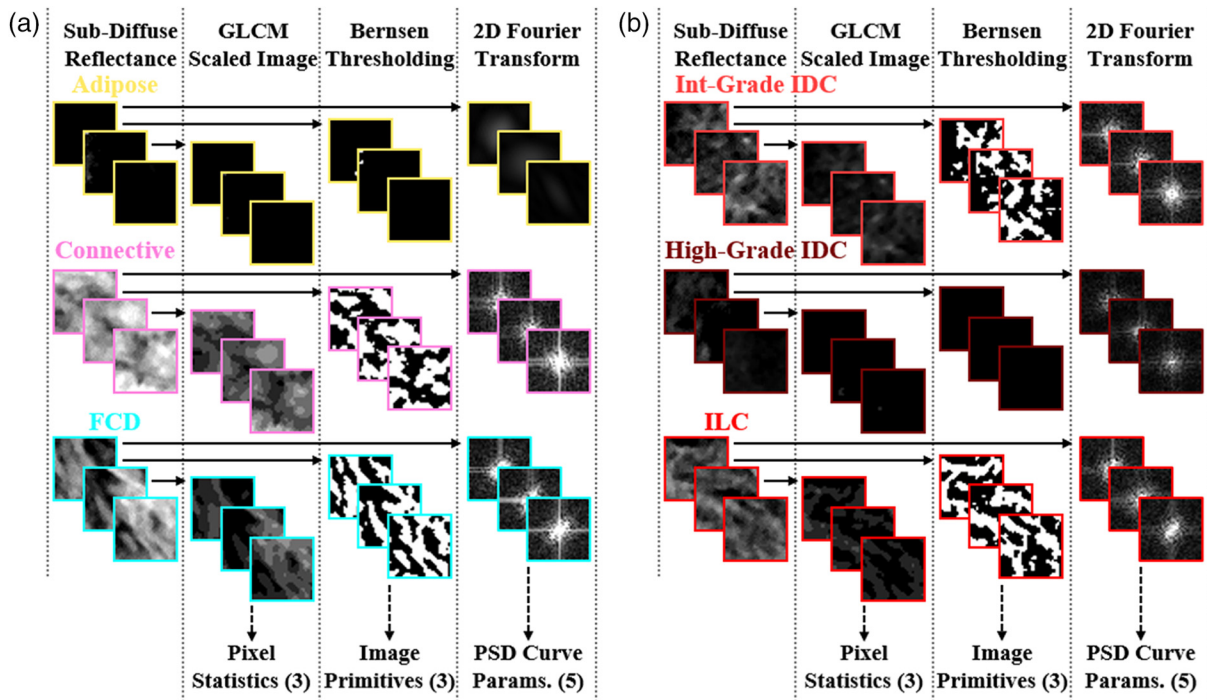 (a)
Sub-Diffuse
Reflectance
GLCM
Scaled Image
Bernsen
Thresholding
2D Fourier
Transform
Adipose
Connective
FCD
Pixel
Statistics (3)
Image
Primitives (3)
PSD Curve
Params. (5)
(b)
Sub-Diffuse
Reflectance
GLCM
Scaled Image
Bernsen
Thresholding
2D Fourier
Transform
Int-Grade IDC
High-Grade IDC
ILC
Pixel
Statistics (3)
Image
Primitives (3)
PSD Curve
Params. (5)